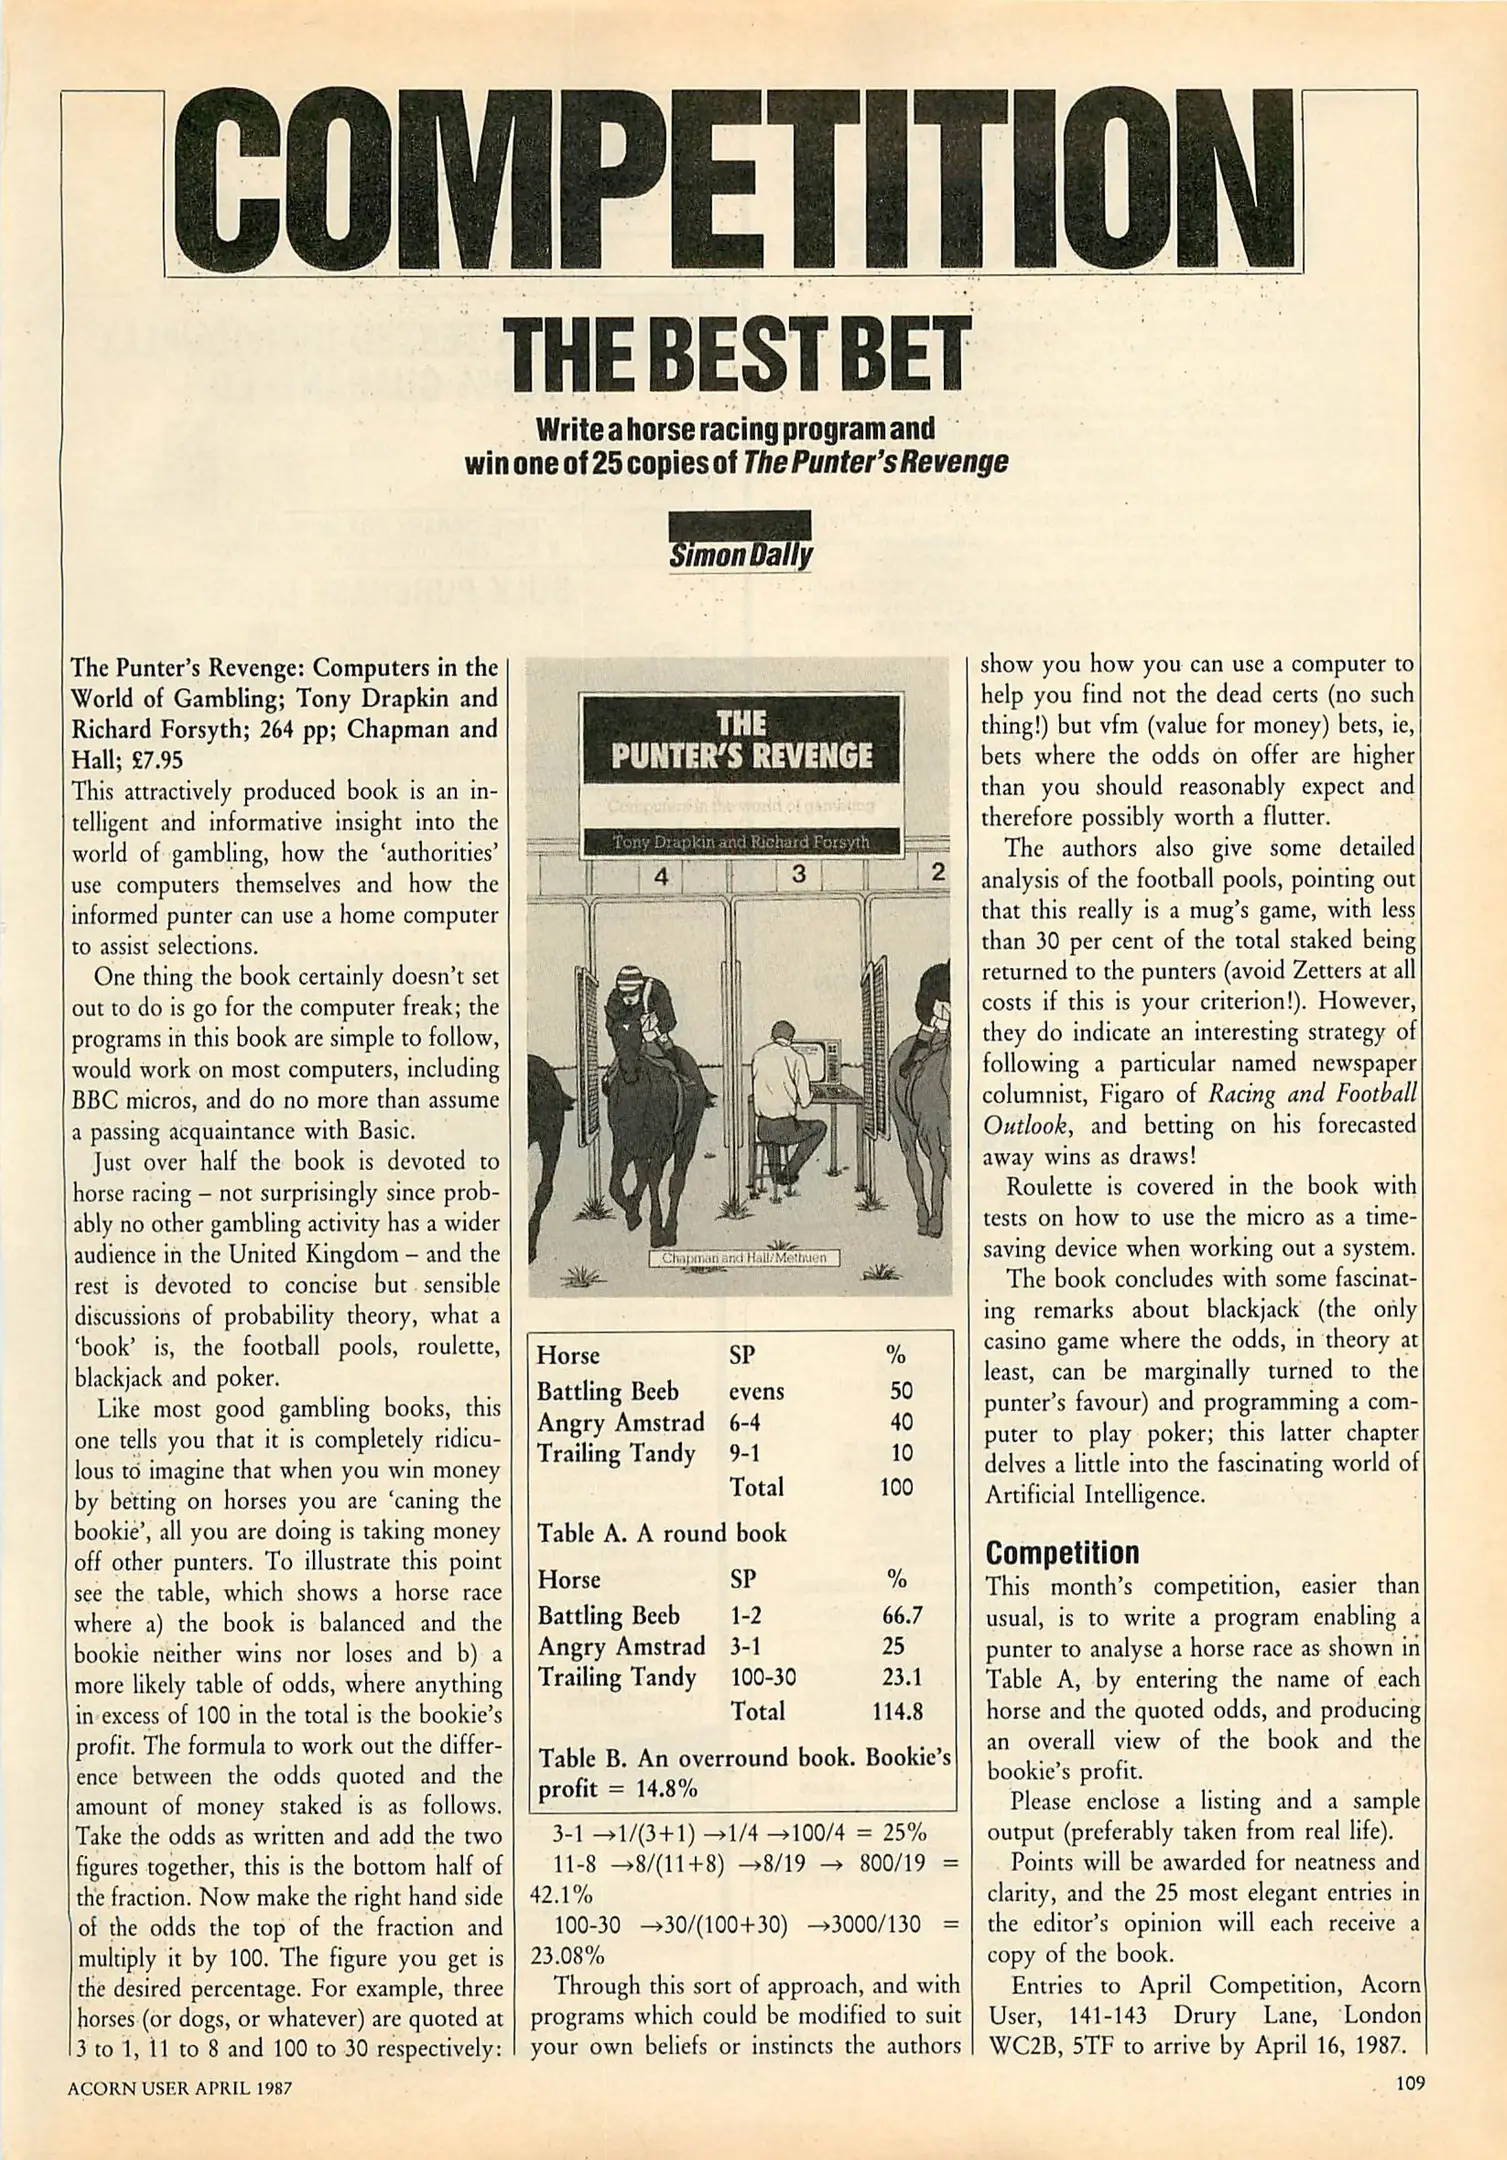 COMPETITION
THE BEST BET
Write a horse racing program and
win one of 25 copies of The Punter's Revenge
Simon Dally
The Punter's Revenge: Computers in the
World of Gambling; Tony Drapkin and
Richard Forsyth; 264 pp; Chapman and
Hall; £7.95
This attractively produced book is an in-
telligent and informative insight into the
world of gambling, how the 'authorities'
use computers themselves and how the
informed punter can use a home computer
to assist selections.
One thing the book certainly doesn't set
out to do is go for the computer freak; the
programs in this book are simple to follow,
would work on most computers, including
BBC micros, and do no more than assume
a passing acquaintance with Basic.
Just over half the book is devoted to
horse racing – not surprisingly since prob-
ably no other gambling activity has a wider
audience in the United Kingdom – and the
rest is devoted to concise but sensible
discussions of probability theory, what a
'book' is, the football pools, roulette,
blackjack and poker.
Like most good gambling books, this
one tells you that it is completely ridicu-
lous to imagine that when you win money
by betting on horses you are 'caning the
bookie', all you are doing is taking money
off other punters. To illustrate this point
see the table, which shows a horse race
where a) the book is balanced and the
bookie neither wins nor loses and b) a
more likely table of odds, where anything
in excess of 100 in the total is the bookie's
profit. The formula to work out the differ-
ence between the odds quoted and the
amount of money staked is as follows.
Take the odds as written and add the two
figures together, this is the bottom half of
the fraction. Now make the right hand side
of the odds the top of the fraction and
multiply it by 100. The figure you get is
the desired percentage. For example, three
horses (or dogs, or whatever) are quoted at
3 to 1, 11 to 8 and 100 to 30 respectively:
THE
PUNTER'S REVENGE
Computers in the world of gambling
Tony Drapkin and Richard Forsyth
4 3 2
Chapman and Hall/Methuen
Horse SP %
Battling Beeb evens 50
Angry Amstrad 6-4 40
Trailing Tandy 9-1 10
Total 100
Table A. A round book
Horse SP %
Battling Beeb 1-2 66.7
Angry Amstrad 3-1 25
Trailing Tandy 100-30 23.1
Total 114.8
Table B. An overround book. Bookie's
profit = 14.8%
3-1 →1/(3+1) →1/4 →100/4 = 25%
11-8 →8/(11+8) →8/19 → 800/19 =
42.1%
100-30 →30/(100+30) →3000/130 =
23.08%
Through this sort of approach, and with
programs which could be modified to suit
your own beliefs or instincts the authors
show you how you can use a computer to
help you find not the dead certs (no such
thing!) but vfm (value for money) bets, ie,
bets where the odds on offer are higher
than you should reasonably expect and
therefore possibly worth a flutter.
The authors also give some detailed
analysis of the football pools, pointing out
that this really is a mug's game, with less
than 30 per cent of the total staked being
returned to the punters (avoid Zetters at all
costs if this is your criterion!). However,
they do indicate an interesting strategy of
following a particular named newspaper
columnist, Figaro of Racing and Football
Outlook, and betting on his forecasted
away wins as draws!
Roulette is covered in the book with
tests on how to use the micro as a time-
saving device when working out a system.
The book concludes with some fascinat-
ing remarks about blackjack (the only
casino game where the odds, in theory at
least, can be marginally turned to the
punter's favour) and programming a com-
puter to play poker; this latter chapter
delves a little into the fascinating world of
Artificial Intelligence.
Competition
This month's competition, easier than
usual, is to write a program enabling a
punter to analyse a horse race as shown in
Table A, by entering the name of each
horse and the quoted odds, and producing
an overall view of the book and the
bookie's profit.
Please enclose a listing and a sample
output (preferably taken from real life).
Points will be awarded for neatness and
clarity, and the 25 most elegant entries in
the editor's opinion will each receive a
copy of the book.
Entries to April Competition, Acorn
User, 141-143 Drury Lane, London
WC2B, 5TF to arrive by April 16, 1987.
ACORN USER APRIL 1987
109